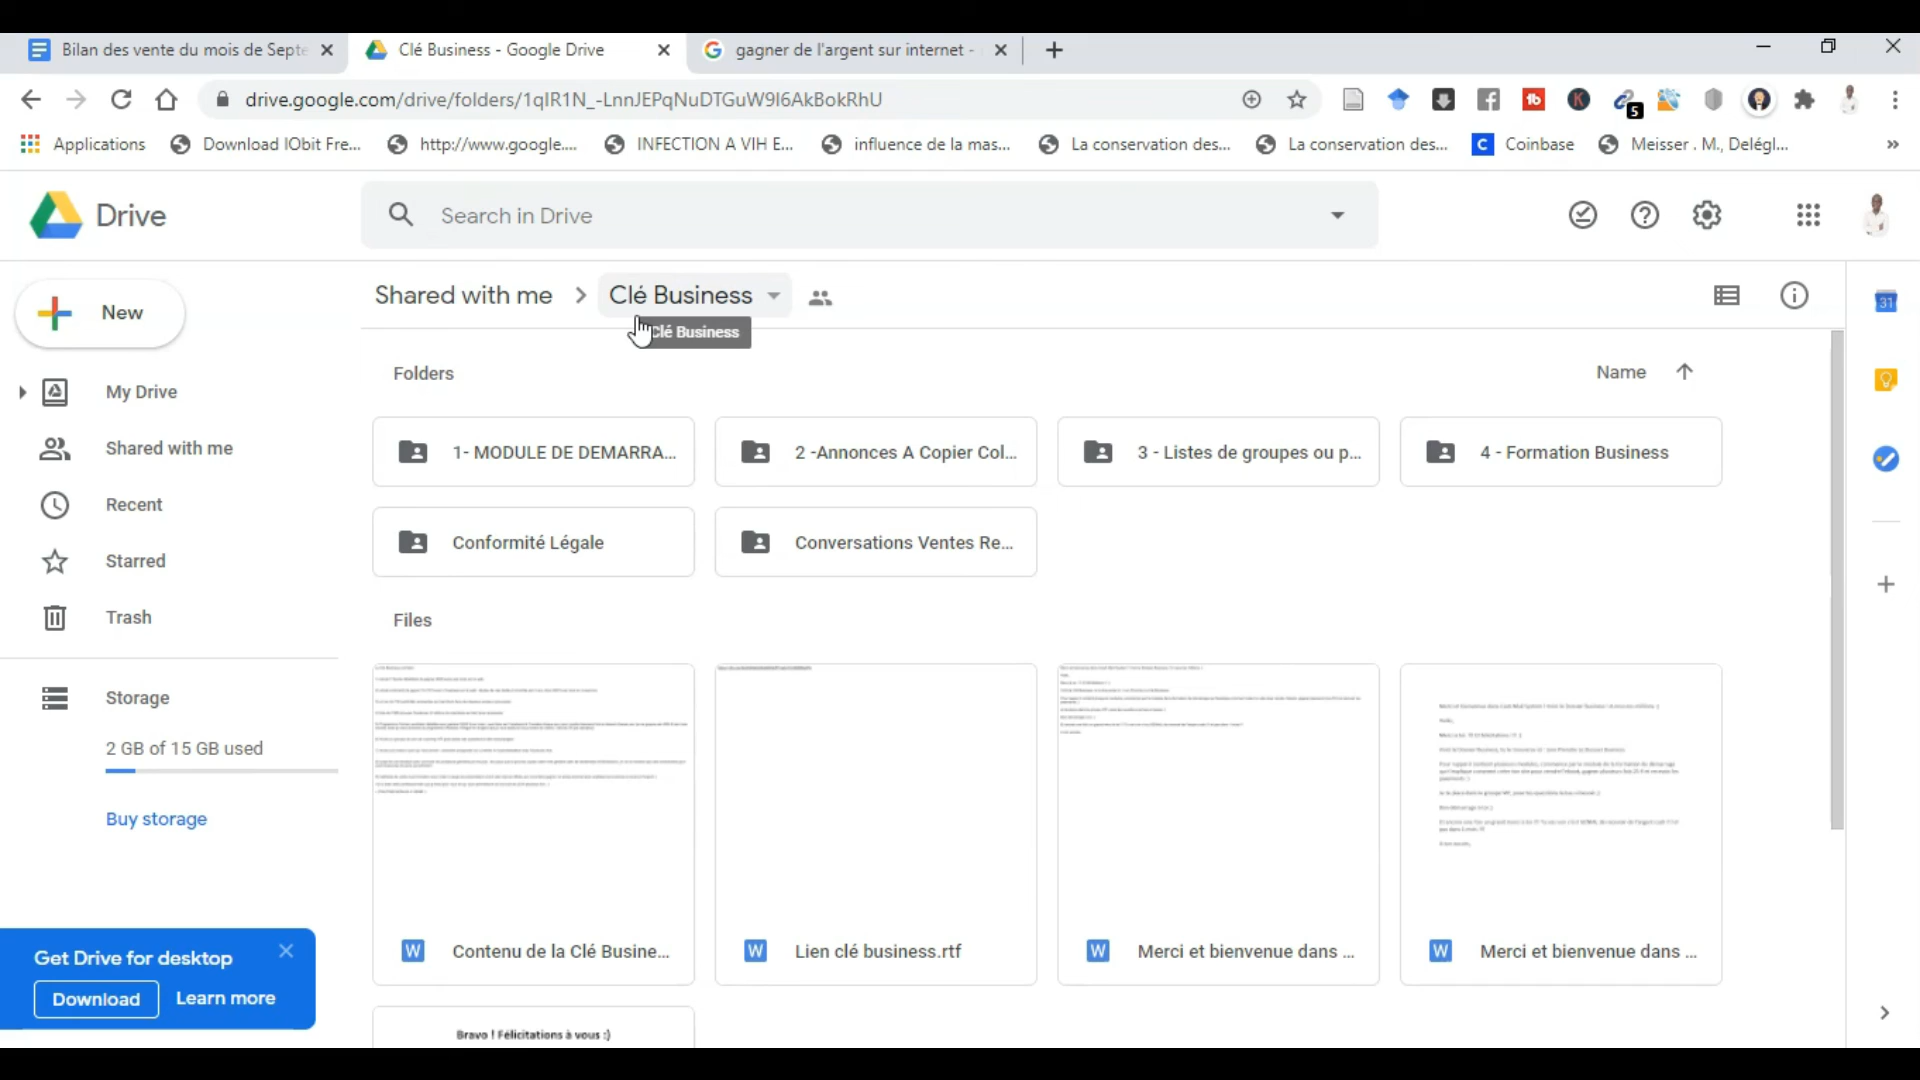 Bilan des vente du mois de Septe
Clé Business - Google Drive
gagner de l'argent sur internet -
drive.google.com/drive/folders/1qIR1N_-LnnJEPqNuDTGuW9I6AkBokRhU
5
Applications
Download IObit Fre...
http://www.google....
INFECTION A VIH E...
influence de la mas...
La conservation des...
La conservation des...
Coinbase
Meisser . M., Delégl...
Drive
Search in Drive
New
Shared with me
Clé Business
Clé Business
My Drive
Shared with me
Recent
Starred
Trash
Storage
2 GB of 15 GB used
Buy storage
Get Drive for desktop
Download
Learn more
Folders
Name
1- MODULE DE DEMARRA...
2 -Annonces A Copier Col...
3 - Listes de groupes ou p...
4 - Formation Business
Conformité Légale
Conversations Ventes Re...
Files
Contenu de la Clé Busine...
Lien clé business.rtf
Merci et bienvenue dans ...
Merci et bienvenue dans ...
Bravo ! Félicitations à vous :)
31